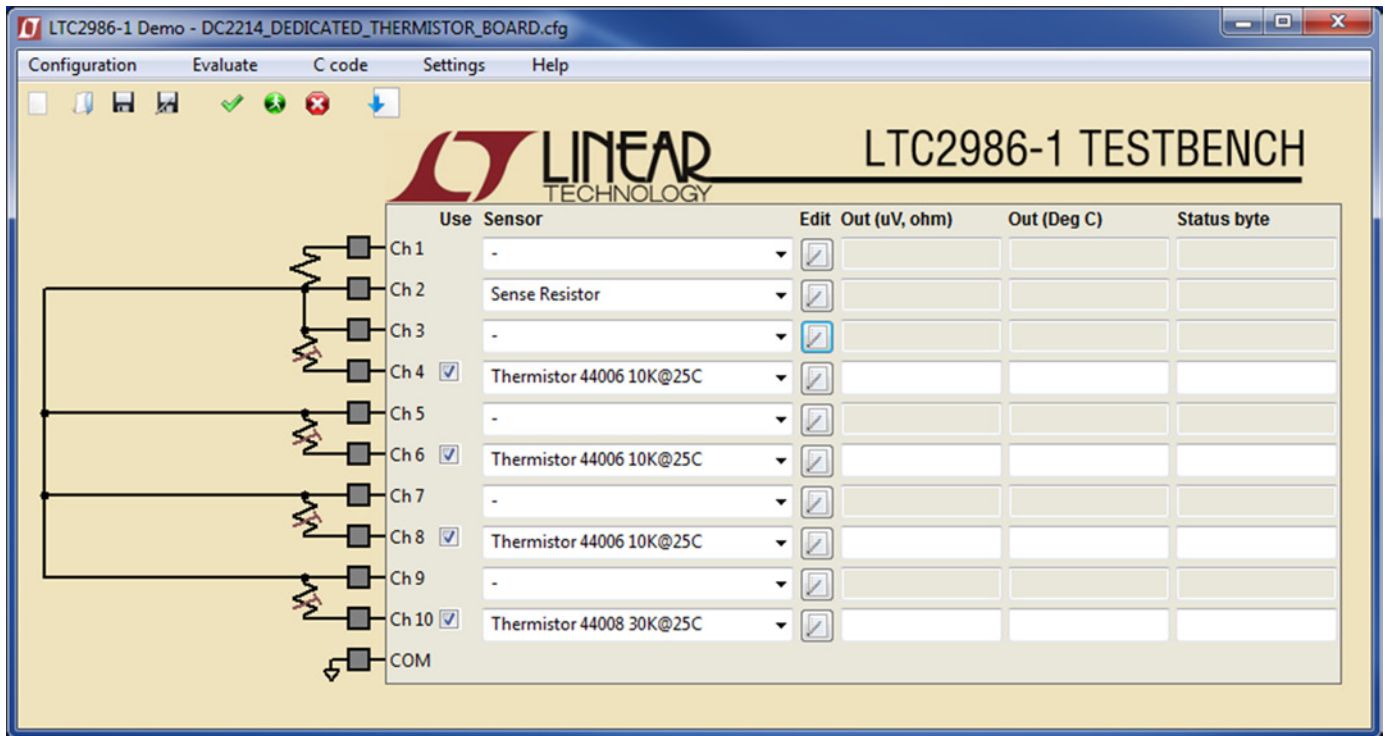 LTC2986-1 Demo - DC2214_DEDICATED_THERMISTOR_BOARD.cfg
Configuration Evaluate C code Settings Help
LINEAR TECHNOLOGY
LTC2986-1 TESTBENCH
Use Sensor Edit Out (uV, ohm) Out (Deg C) Status byte
Ch 1 -
Ch 2 Sense Resistor
Ch 3 -
Ch 4 Thermistor 44006 10K@25C
Ch 5 -
Ch 6 Thermistor 44006 10K@25C
Ch 7 -
Ch 8 Thermistor 44006 10K@25C
Ch 9 -
Ch 10 Thermistor 44008 30K@25C
COM